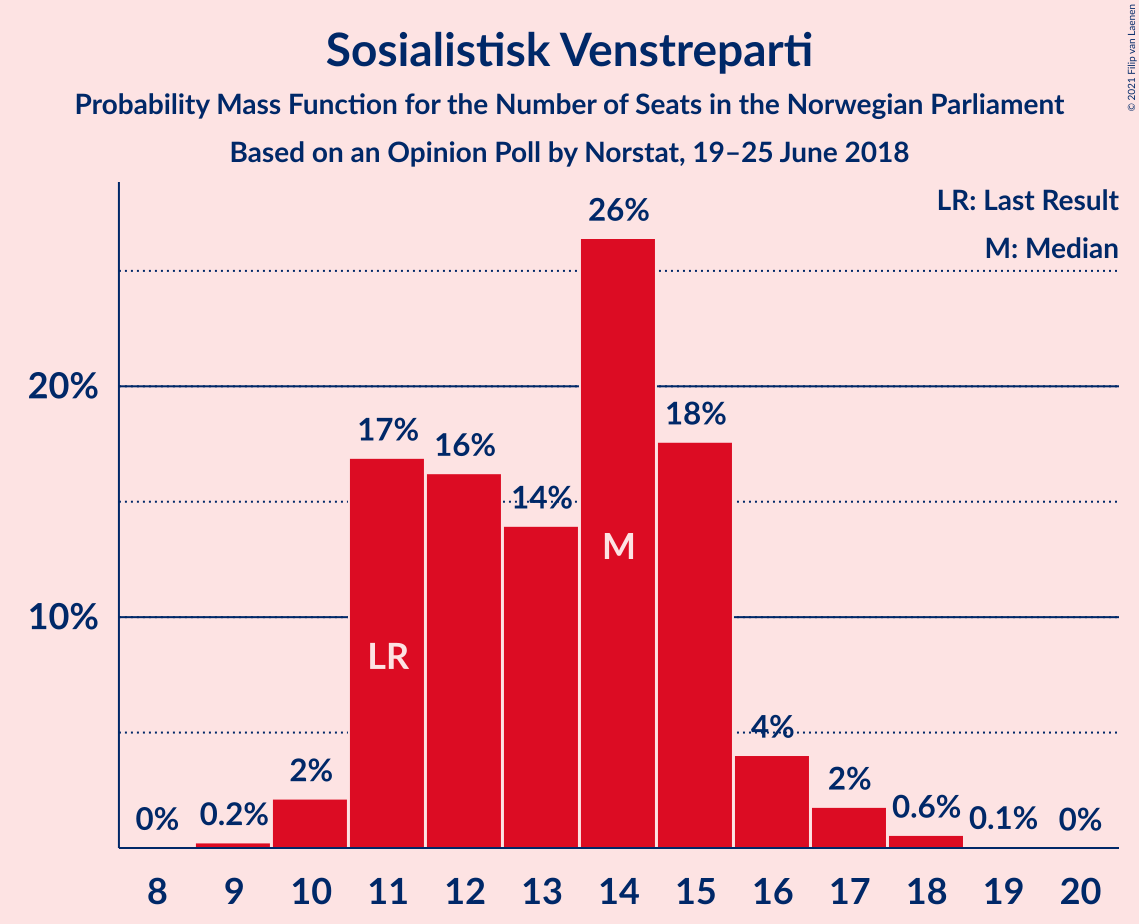 Sosialistisk Venstreparti
Probability Mass Function for the Number of Seats in the Norwegian Parliament
Based on an Opinion Poll by Norstat, 19–25 June 2018
© 2021 Filip van Laenen
LR: Last Result
M: Median
20%
10%
0%
0.2%
2%
17%
16%
14%
26%
18%
4%
2%
0.6%
0.1%
0%
LR
M
8 9 10 11 12 13 14 15 16 17 18 19 20